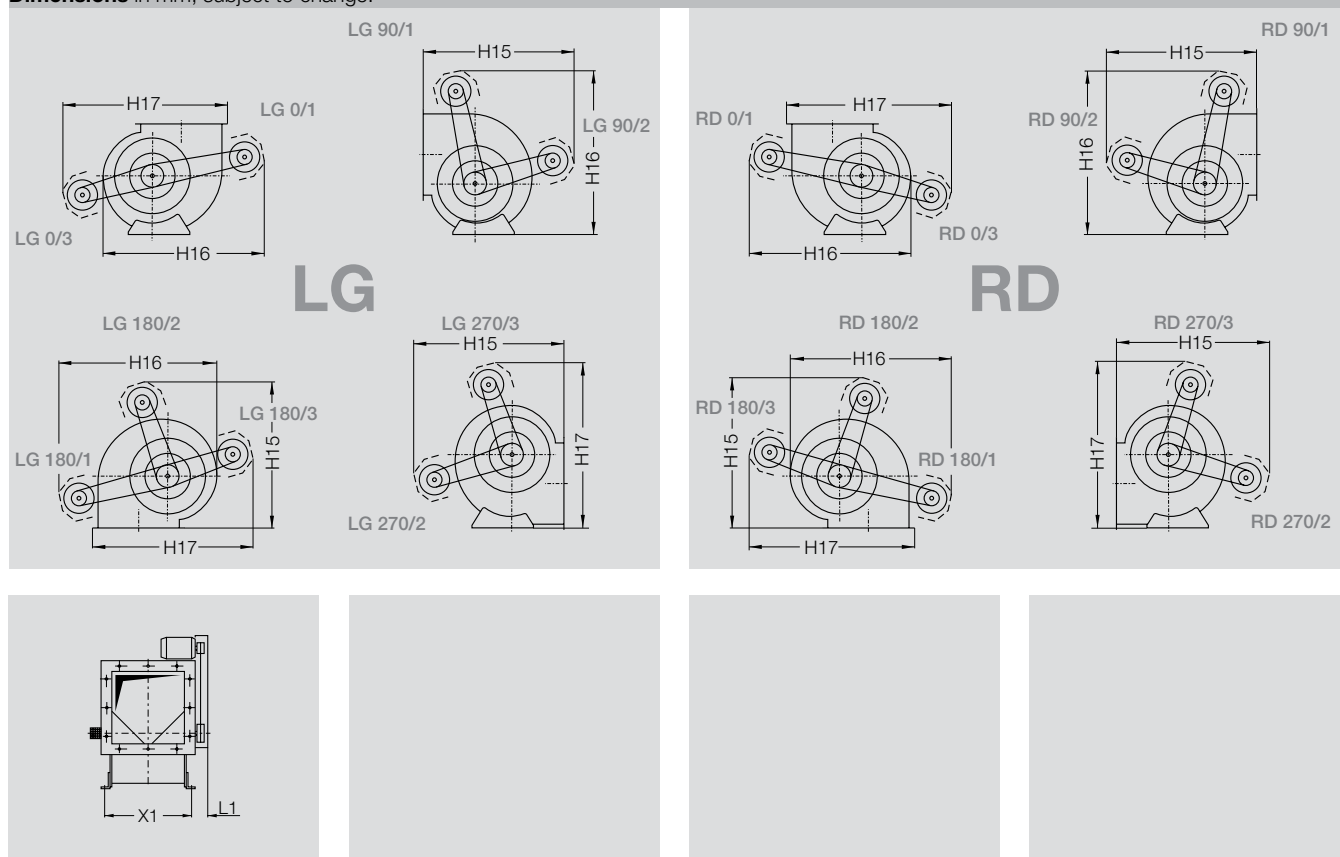 Dimensions in mm, subject to change.
LG 90/1
H15
H17
LG 0/1
LG 90/2
H16
LG 0/3
H16
LG
LG 180/2
H16
LG 180/3
H15
LG 180/1
H17
LG 270/3
H15
H17
LG 270/2
RD 90/1
H15
H17
RD 0/1
RD 90/2
H16
RD 0/3
H16
RD
RD 180/2
H16
RD 180/3
H15
RD 180/1
H17
RD 270/3
H15
H17
RD 270/2
X1
L1